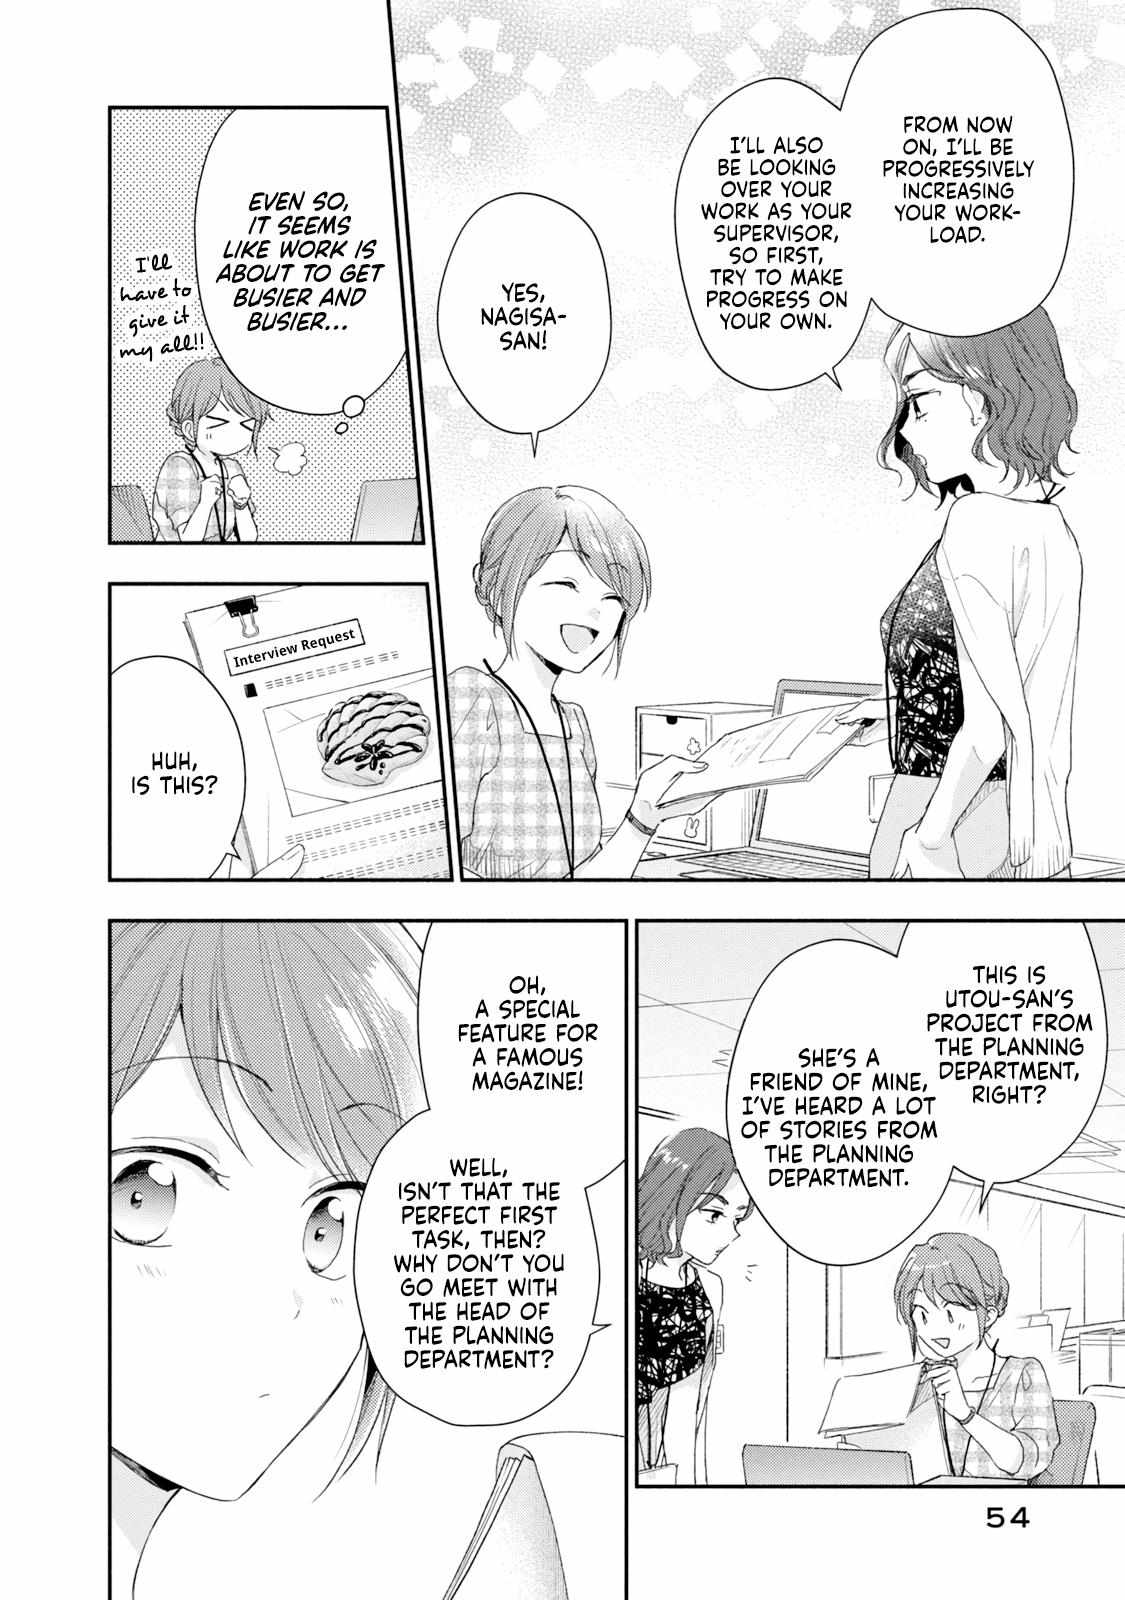 FROM NOW
ON, I'LL BE
PROGRESSIVELY
INCREASING
YOUR WORK-
LOAD.
I'LL ALSO
BE LOOKING
OVER YOUR
WORK AS YOUR
SUPERVISOR,
SO FIRST,
TRY TO MAKE
PROGRESS ON
YOUR OWN.
YES,
NAGISA-
SAN!
EVEN SO,
IT SEEMS
LIKE WORK IS
ABOUT TO GET
BUSIER AND
BUSIER...
I'll
have to
give it
my all!!
Interview Request
HUH,
IS THIS?
THIS IS
UTOU-SAN'S
PROJECT FROM
THE PLANNING
DEPARTMENT,
RIGHT?
SHE'S A
FRIEND OF MINE,
I'VE HEARD A LOT
OF STORIES FROM
THE PLANNING
DEPARTMENT.
OH,
A SPECIAL
FEATURE FOR
A FAMOUS
MAGAZINE!
WELL,
ISN'T THAT THE
PERFECT FIRST
TASK, THEN?
WHY DON'T YOU
GO MEET WITH
THE HEAD OF
THE PLANNING
DEPARTMENT?
54